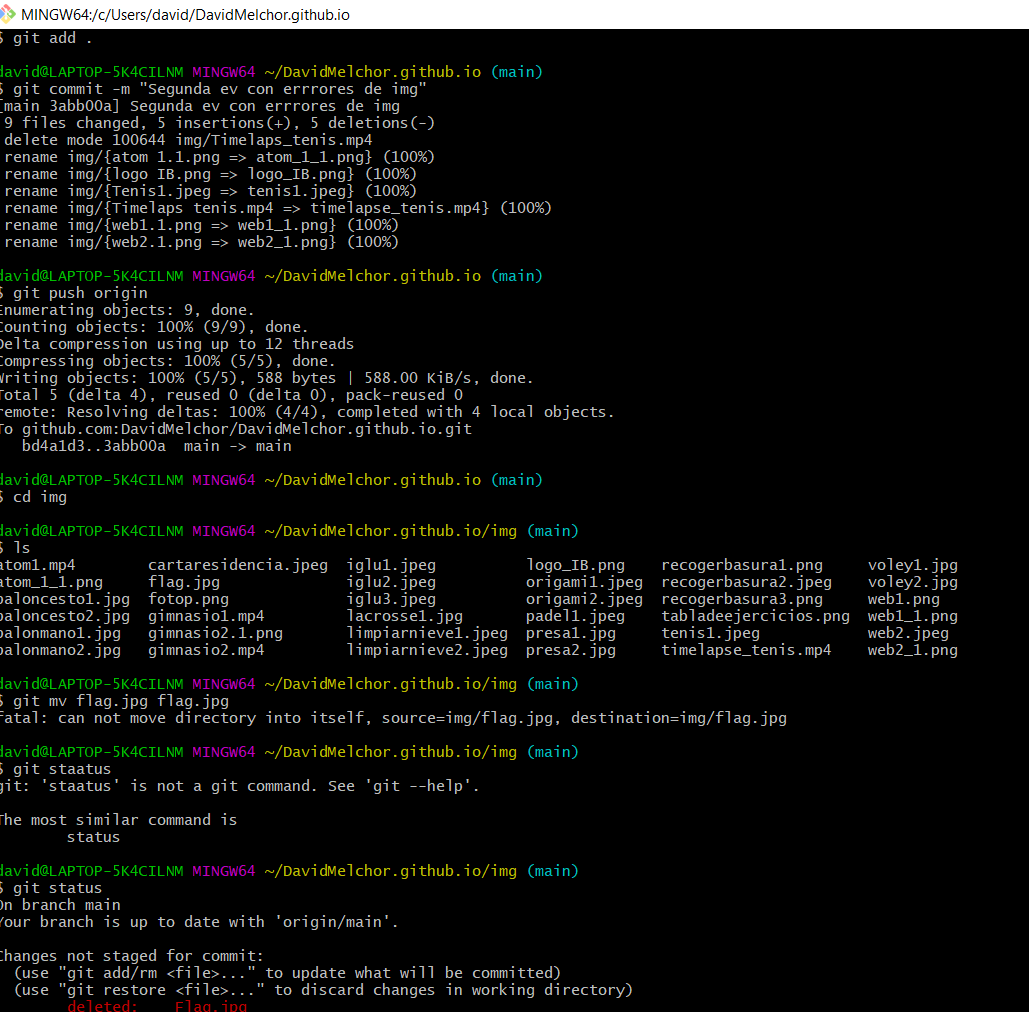 MINGW64:/c/Users/david/DavidMelchor.github.io
$ git add .
david@LAPTOP-5K4CILNM MINGW64 ~/DavidMelchor.github.io (main)
$ git commit -m "Segunda ev con errrores de img"
[main 3abb00a] Segunda ev con errrores de img
9 files changed, 5 insertions(+), 5 deletions(-)
delete mode 100644 img/Timelaps_tenis.mp4
rename img/{atom 1.1.png => atom_1_1.png} (100%)
rename img/{logo IB.png => logo_IB.png} (100%)
rename img/{Tenis1.jpeg => tenis1.jpeg} (100%)
rename img/{Timelaps tenis.mp4 => timelapse_tenis.mp4} (100%)
rename img/{web1.1.png => web1_1.png} (100%)
rename img/{web2.1.png => web2_1.png} (100%)
david@LAPTOP-5K4CILNM MINGW64 ~/DavidMelchor.github.io (main)
$ git push origin
Enumerating objects: 9, done.
Counting objects: 100% (9/9), done.
Delta compression using up to 12 threads
Compressing objects: 100% (5/5), done.
Writing objects: 100% (5/5), 588 bytes | 588.00 KiB/s, done.
Total 5 (delta 4), reused 0 (delta 0), pack-reused 0
remote: Resolving deltas: 100% (4/4), completed with 4 local objects.
To github.com:DavidMelchor/DavidMelchor.github.io.git
bd4a1d3..3abb00a main -> main
david@LAPTOP-5K4CILNM MINGW64 ~/DavidMelchor.github.io (main)
$ cd img
david@LAPTOP-5K4CILNM MINGW64 ~/DavidMelchor.github.io/img (main)
$ ls
atom1.mp4 cartaresidencia.jpeg iglu1.jpeg logo_IB.png recogerbasura1.png voley1.jpg
atom_1_1.png flag.jpg iglu2.jpeg origami1.jpeg recogerbasura2.jpeg voley2.jpg
baloncesto1.jpg fotop.png iglu3.jpeg origami2.jpeg recogerbasura3.png web1.png
baloncesto2.jpg gimnasio1.mp4 lacrosse1.jpg padel1.jpeg tabladeejercicios.png web1_1.png
balonmano1.jpg gimnasio2.1.png limpiarnieve1.jpeg presa1.jpg tenis1.jpeg web2.jpeg
balonmano2.jpg gimnasio2.mp4 limpiarnieve2.jpeg presa2.jpg timelapse_tenis.mp4 web2_1.png
david@LAPTOP-5K4CILNM MINGW64 ~/DavidMelchor.github.io/img (main)
$ git mv flag.jpg flag.jpg
fatal: can not move directory into itself, source=img/flag.jpg, destination=img/flag.jpg
david@LAPTOP-5K4CILNM MINGW64 ~/DavidMelchor.github.io/img (main)
$ git staatus
git: 'staatus' is not a git command. See 'git --help'.
The most similar command is
status
david@LAPTOP-5K4CILNM MINGW64 ~/DavidMelchor.github.io/img (main)
$ git status
On branch main
Your branch is up to date with 'origin/main'.
Changes not staged for commit:
(use "git add/rm <file>..." to update what will be committed)
(use "git restore <file>..." to discard changes in working directory)
deleted: Flag.jpg